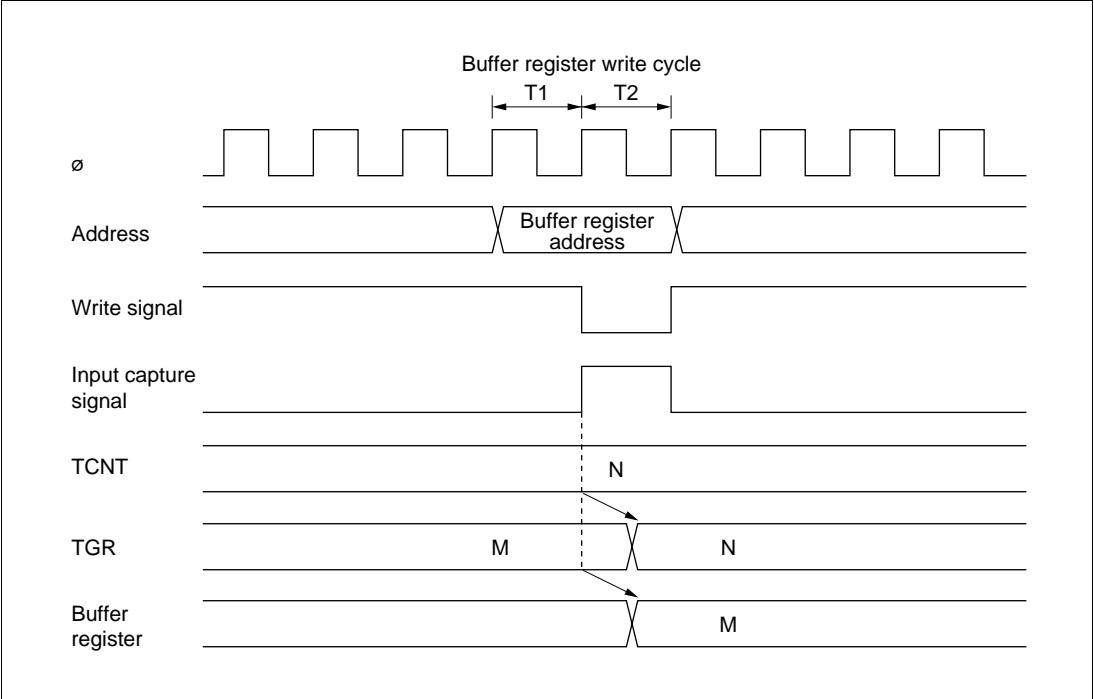 Buffer register write cycle
T1 T2
ø
Address
Buffer register
address
Write signal
Input capture
signal
TCNT
N
TGR
M N
Buffer
register
M